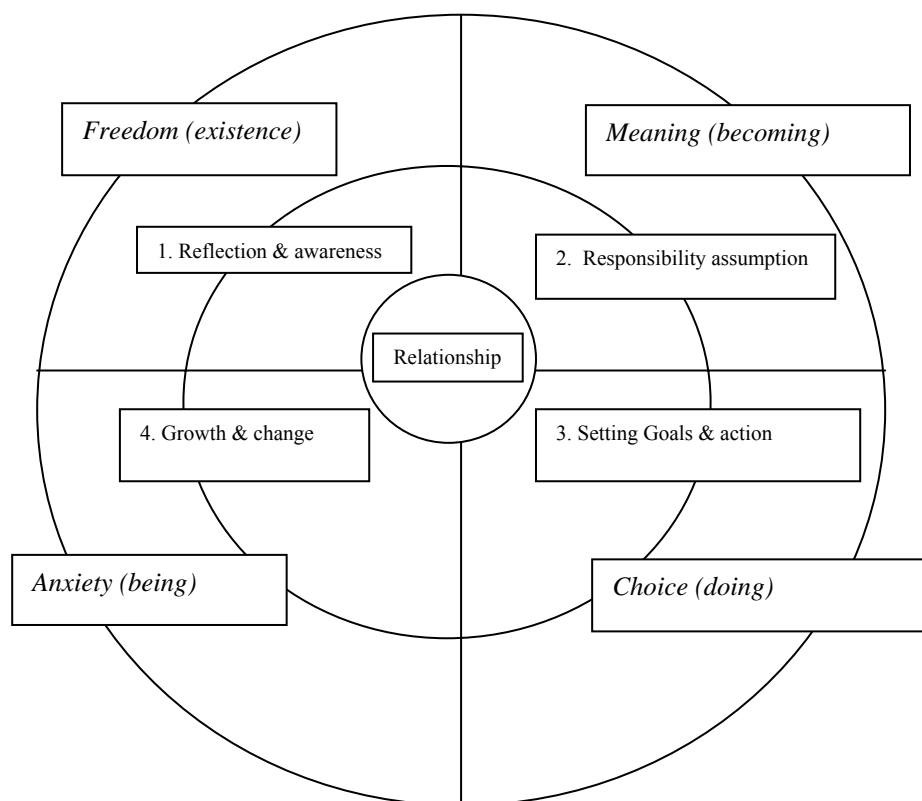 Freedom (existence)
Meaning (becoming)
1. Reflection & awareness
2. Responsibility assumption
Relationship
4. Growth & change
3. Setting Goals & action
Anxiety (being)
Choice (doing)